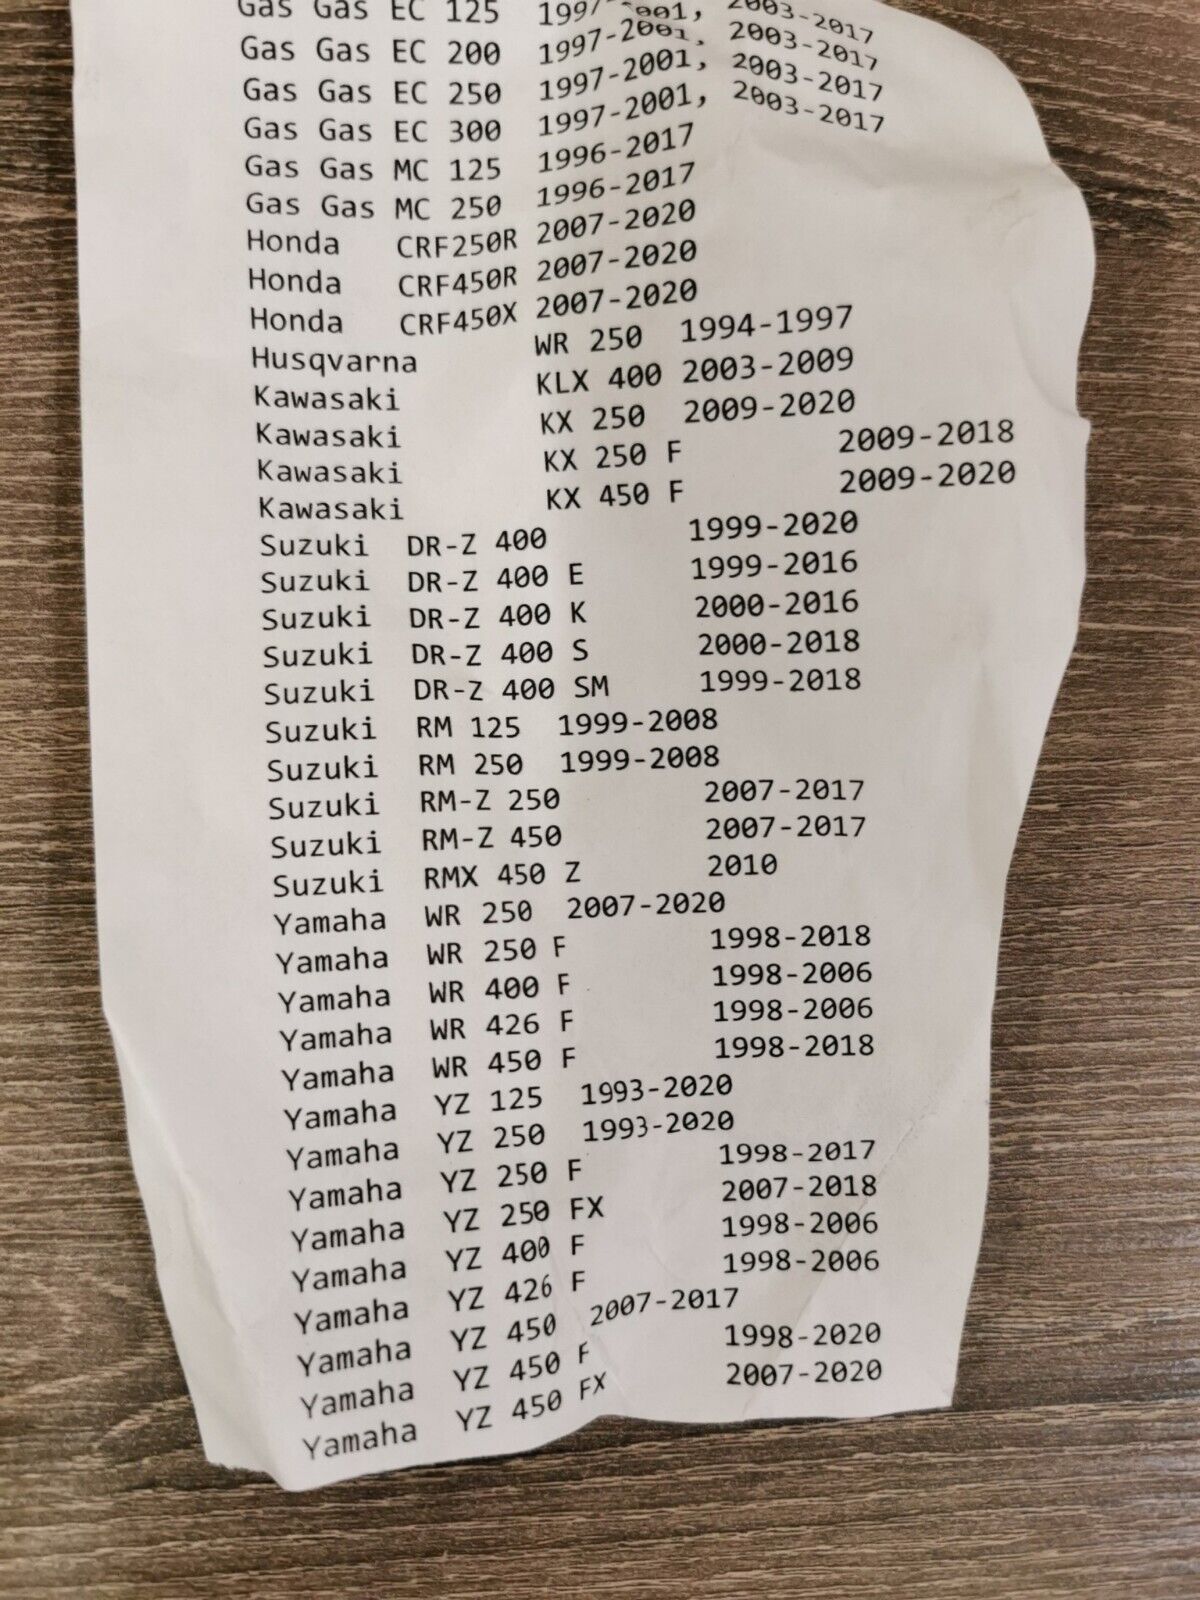 Gas Gas EC 125 1997-2001, 2003-2017
Gas Gas EC 200 1997-2001, 2003-2017
Gas Gas EC 250 1997-2001, 2003-2017
Gas Gas EC 300 1997-2001, 2003-2017
Gas Gas MC 125 1996-2017
Gas Gas MC 250 1996-2017
Honda CRF250R 2007-2020
Honda CRF450R 2007-2020
Honda CRF450X 2007-2020
Husqvarna WR 250 1994-1997
Kawasaki KLX 400 2003-2009
Kawasaki KX 250 2009-2020
Kawasaki KX 250 F 2009-2018
Kawasaki KX 450 F 2009-2020
Suzuki DR-Z 400 1999-2020
Suzuki DR-Z 400 E 1999-2016
Suzuki DR-Z 400 K 2000-2016
Suzuki DR-Z 400 S 2000-2018
Suzuki DR-Z 400 SM 1999-2018
Suzuki RM 125 1999-2008
Suzuki RM 250 1999-2008
Suzuki RM-Z 250 2007-2017
Suzuki RM-Z 450 2007-2017
Suzuki RMX 450 Z 2010
Yamaha WR 250 2007-2020
Yamaha WR 250 F 1998-2018
Yamaha WR 400 F 1998-2006
Yamaha WR 426 F 1998-2006
Yamaha WR 450 F 1998-2018
Yamaha YZ 125 1993-2020
Yamaha YZ 250 1993-2020
Yamaha YZ 250 F 1998-2017
Yamaha YZ 250 FX 2007-2018
Yamaha YZ 400 F 1998-2006
Yamaha YZ 426 F 1998-2006
Yamaha YZ 450 2007-2017
Yamaha YZ 450 F 1998-2020
Yamaha YZ 450 FX 2007-2020